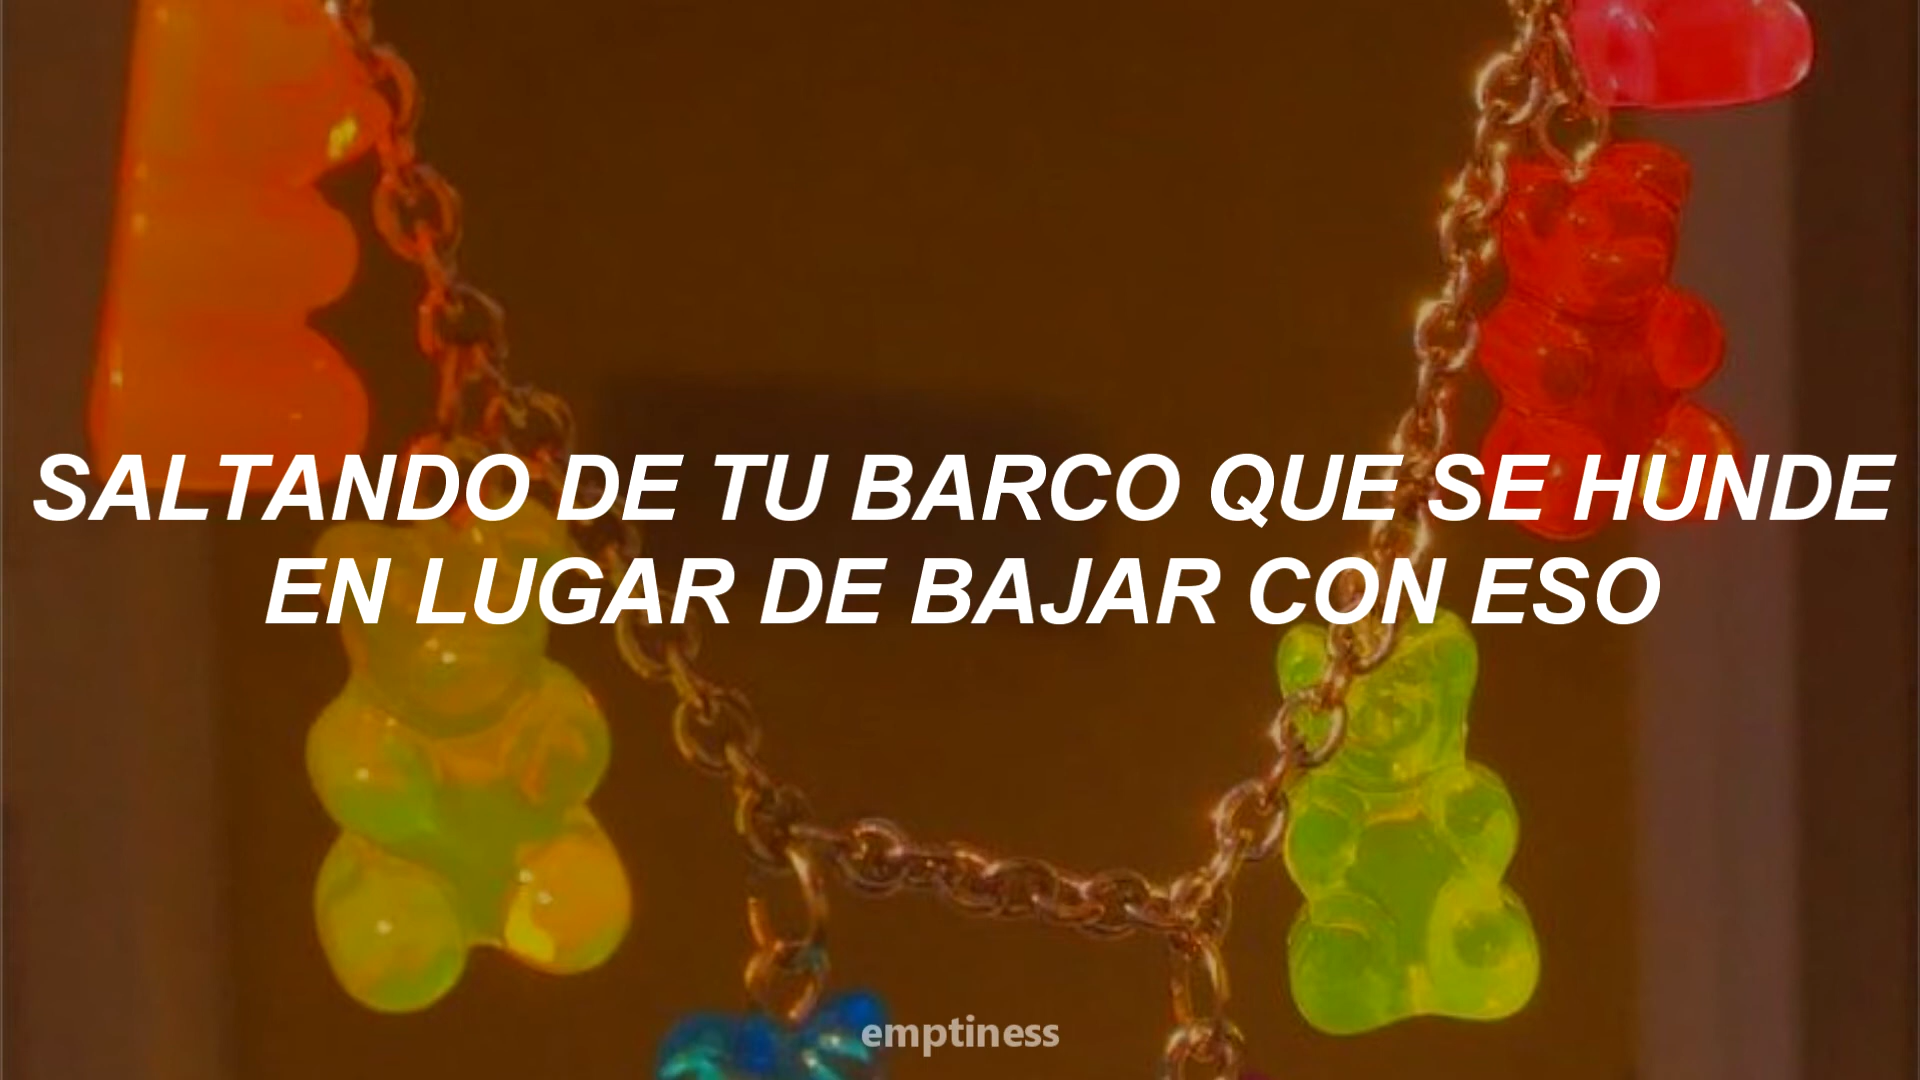 SALTANDO DE TU BARCO QUE SE HUNDE
EN LUGAR DE BAJAR CON ESO
emptiness